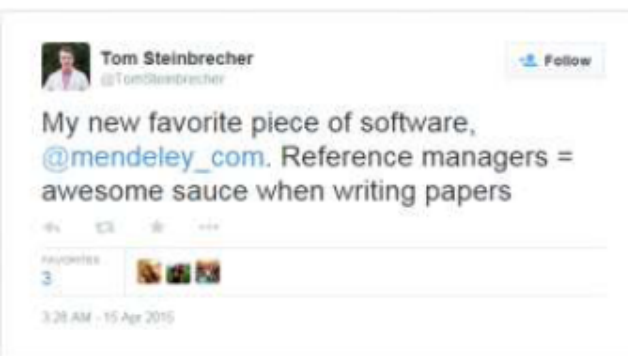 Tom Steinbrecher
@TomSteinbrecher
Follow
My new favorite piece of software,
@mendeley_com. Reference managers =
awesome sauce when writing papers
FAVORITES
3
3:28 AM - 15 Apr 2015